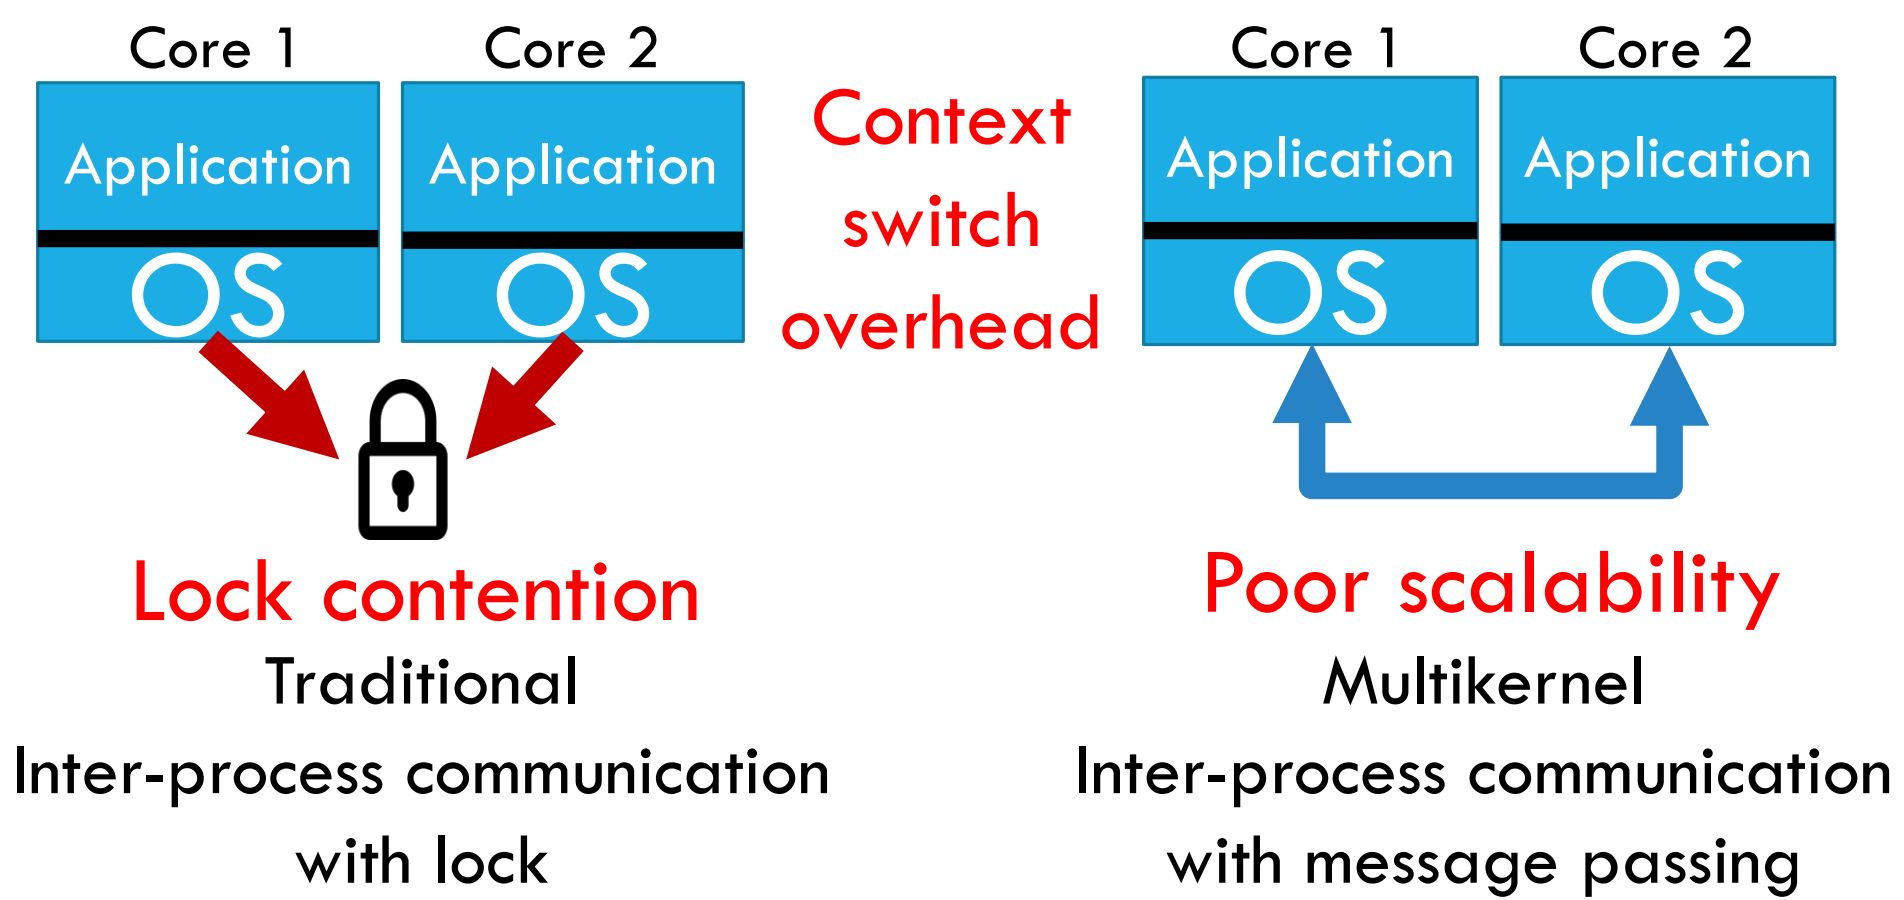 Core 1
Core 2
Application
Application
OS
OS
Lock contention
Traditional
Inter-process communication
with lock
Context
switch
overhead
Core 1
Core 2
Application
Application
OS
OS
Poor scalability
Multikernel
Inter-process communication
with message passing